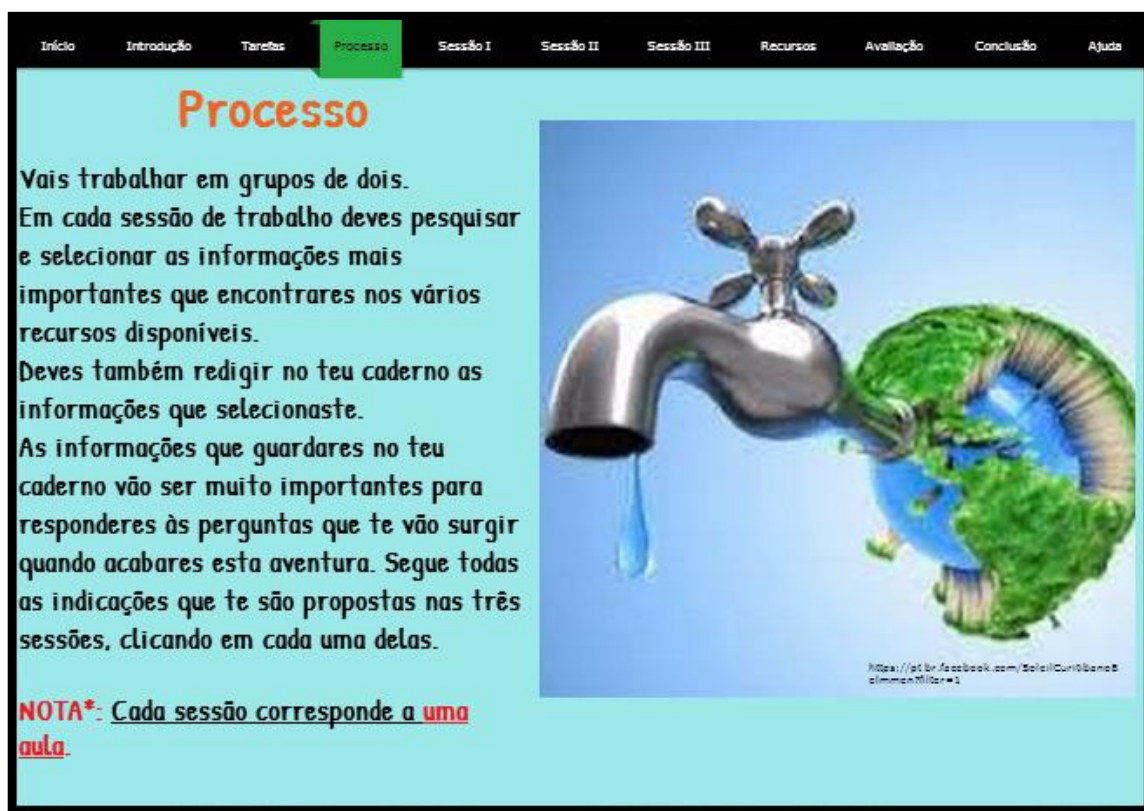 Início Introdução Tarefas Processo Sessão I Sessão II Sessão III Recursos Avaliação Conclusão Ajuda
Processo
Vais trabalhar em grupos de dois.
Em cada sessão de trabalho deves pesquisar
e selecionar as informações mais
importantes que encontrares nos vários
recursos disponíveis.
Deves também redigir no teu caderno as
informações que selecionaste.
As informações que guardares no teu
caderno vão ser muito importantes para
responderes às perguntas que te vão surgir
quando acabares esta aventura. Segue todas
as indicações que te são propostas nas três
sessões, clicando em cada uma delas.
NOTA*: Cada sessão corresponde a uma
aula.